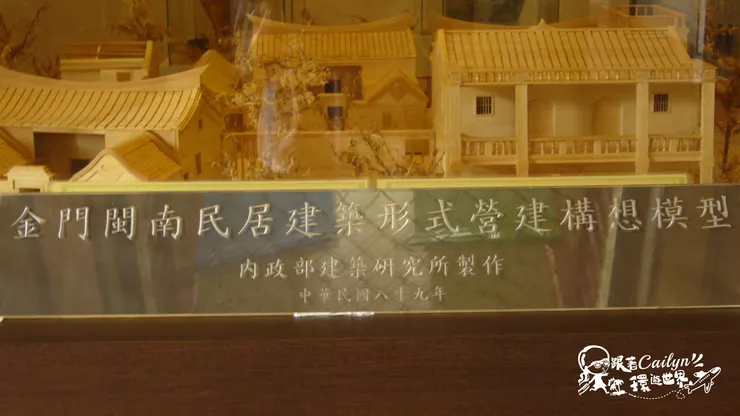 金門閩南民居建築形式營建構想模型
內政部建築研究所製作
中華民國八十九年
跟著Cailyn
環遊世界